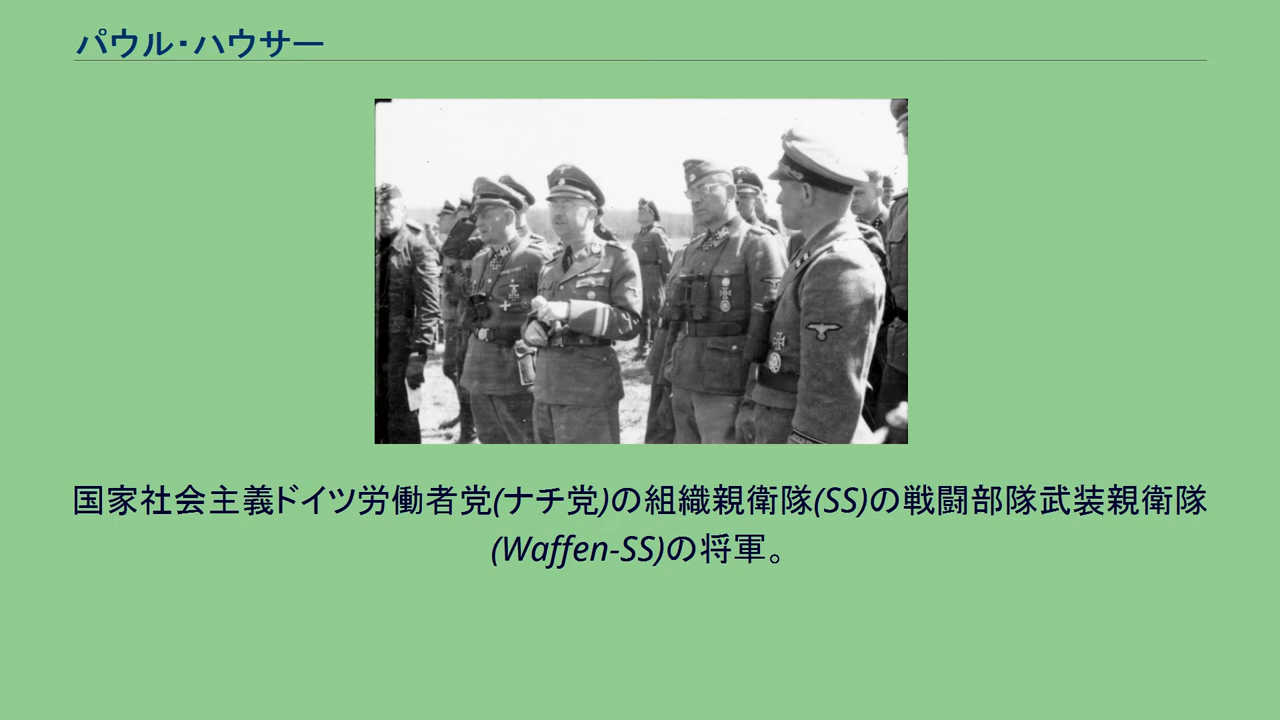 パウル・ハウサー
国家社会主義ドイツ労働者党(ナチ党)の組織親衛隊(SS)の戦闘部隊武装親衛隊
(Waffen-SS)の将軍。